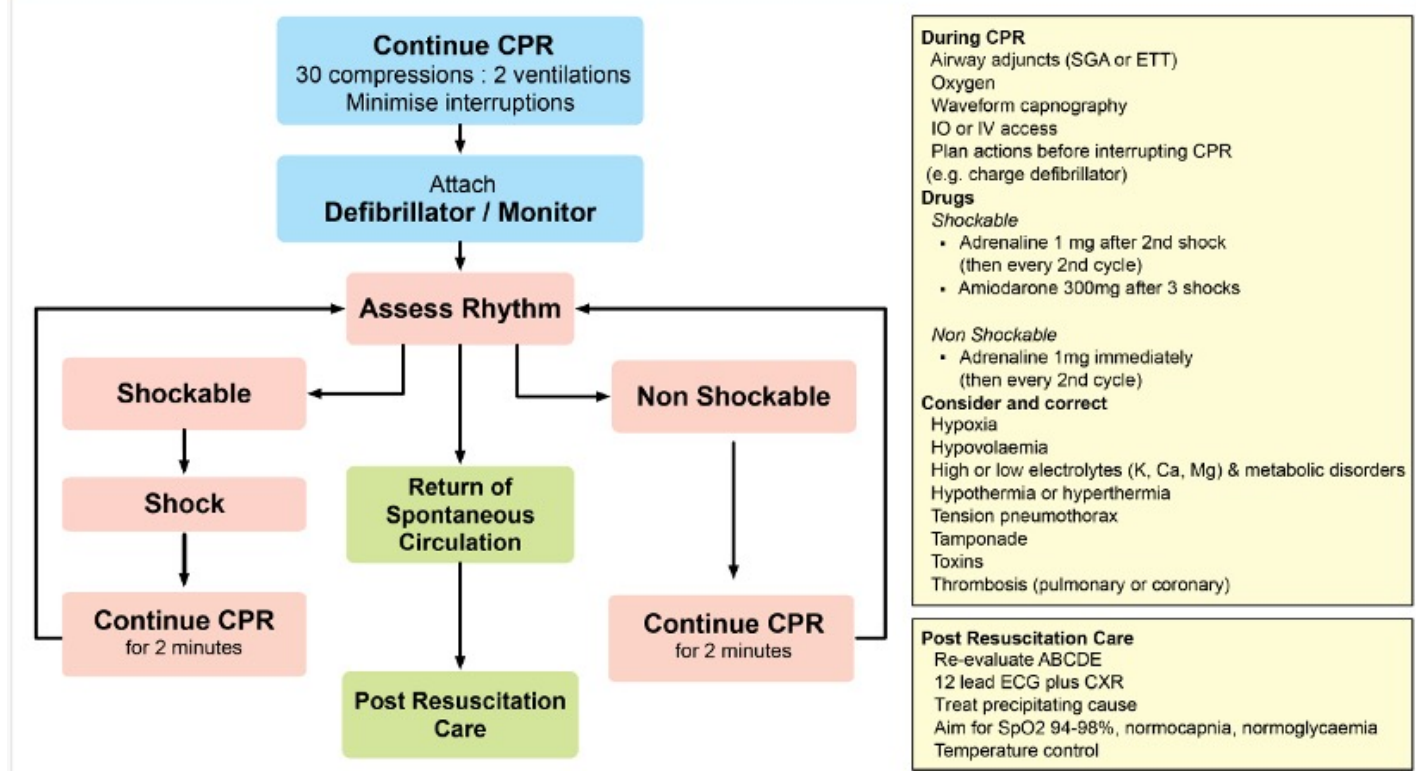 Continue CPR
30 compressions : 2 ventilations
Minimise interruptions
Attach
Defibrillator / Monitor
Assess Rhythm
Shockable
Non Shockable
Shock
Return of
Spontaneous
Circulation
Continue CPR
for 2 minutes
Continue CPR
for 2 minutes
Post Resuscitation
Care
During CPR
Airway adjuncts (SGA or ETT)
Oxygen
Waveform capnography
IO or IV access
Plan actions before interrupting CPR
(e.g. charge defibrillator)
Drugs
Shockable
▪ Adrenaline 1 mg after 2nd shock
(then every 2nd cycle)
▪ Amiodarone 300mg after 3 shocks
Non Shockable
▪ Adrenaline 1mg immediately
(then every 2nd cycle)
Consider and correct
Hypoxia
Hypovolaemia
High or low electrolytes (K, Ca, Mg) & metabolic disorders
Hypothermia or hyperthermia
Tension pneumothorax
Tamponade
Toxins
Thrombosis (pulmonary or coronary)
Post Resuscitation Care
Re-evaluate ABCDE
12 lead ECG plus CXR
Treat precipitating cause
Aim for SpO2 94-98%, normocapnia, normoglycaemia
Temperature control